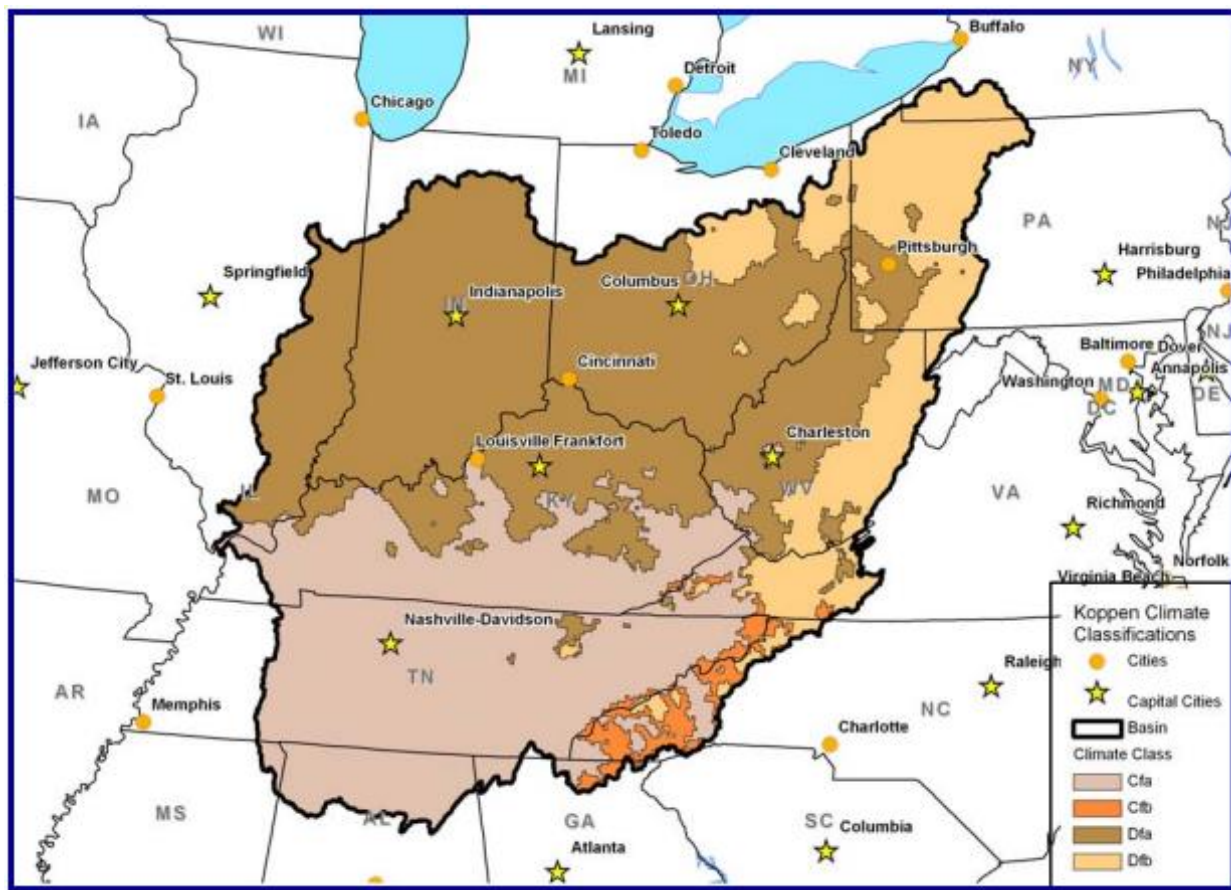 Lansing
Buffalo
WI
MI
NY
Detroit
Chicago
IA
Toledo
Cleveland
PA
NJ
Pittsburgh
Harrisburg
Springfield
Columbus
OH
Philadelphia
Indianapolis
IN
NJ
Jefferson City
St. Louis
Cincinnati
Baltimore
Dover
Washington
MD
Annapolis
DE
DC
Louisville
Frankfort
Charleston
MO
IL
KY
WV
VA
Richmond
Norfolk
Virginia Beach
Nashville-Davidson
TN
AR
Memphis
Raleigh
NC
Charlotte
MS
AL
GA
SC
Columbia
Atlanta
Koppen Climate
Classifications
Cities
Capital Cities
Basin
Climate Class
Cfa
Cfb
Dfa
Dfb